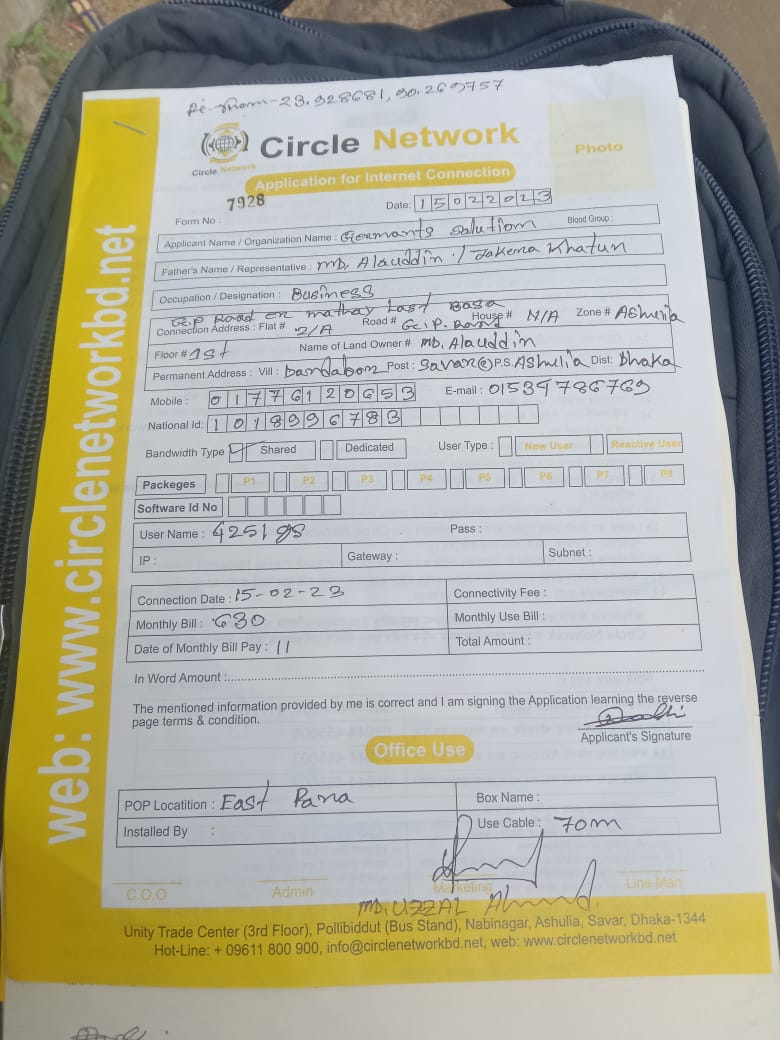 23.928681, 90.269757
Circle Network
Circle Network
Photo
Application for Internet Connection
7928
Form No :
Date: 15022023
Applicant Name / Organization Name : Germants Salution Blood Group :
Father's Name / Representative : MD, Alauddin / Jakema Khatun
Occupation / Designation : Business
G.P Road en mathay Last Basa
Connection Address : Flat # 2/A Road # G.P. Road House # N/A Zone # Ashulia
Floor # 1st Name of Land Owner # MD, Alauddin
Permanent Address : Vill : Post : Savar P.S. Ashulia Dist: Dhaka
Mobile : 01776120653 E-mail : 01539786769
National Id: 1018996783
Bandwidth Type Shared Dedicated User Type : New User Reactive User
Packeges P1 P2 P3 P4 P5 P6 P7 P8
Software Id No
User Name : Pass :
IP : Gateway : Subnet :
Connection Date : 15-02-23 Connectivity Fee :
Monthly Bill : 630 Monthly Use Bill :
Date of Monthly Bill Pay : 11 Total Amount :
In Word Amount :
The mentioned information provided by me is correct and I am signing the Application learning the reverse
page terms & condition.
Applicant's Signature
Office Use
POP Locatition : East Para Box Name :
Installed By : Use Cable : 70m
C.O.O Admin Marketing Line Man
MD. UZZAL Ahmed.
Unity Trade Center (3rd Floor), Pollibiddut (Bus Stand), Nabinagar, Ashulia, Savar, Dhaka-1344
Hot-Line: + 09611 800 900, info@circlenetworkbd.net, web: www.circlenetworkbd.net
web: www.circlenetworkbd.net